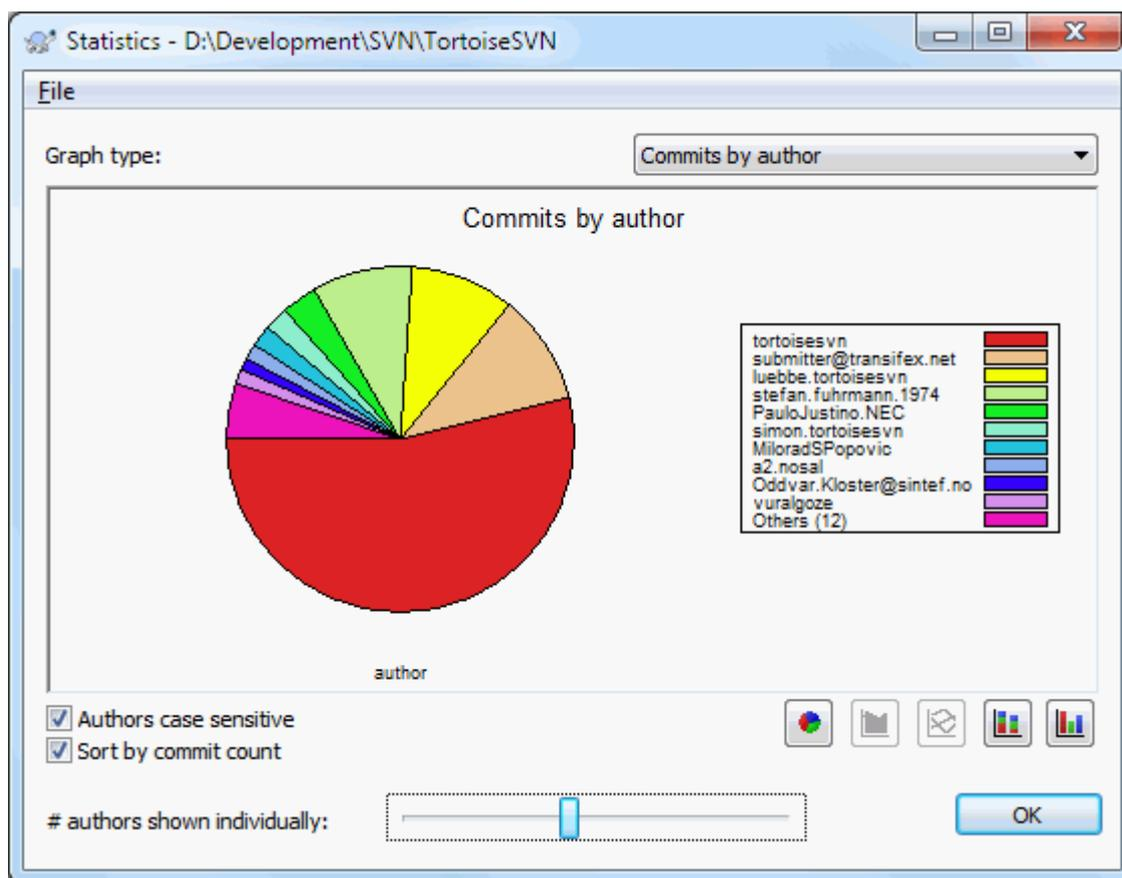 Statistics - D:\Development\SVN\TortoiseSVN
File
Graph type:
Commits by author
Commits by author
tortoisesvn
submitter@transifex.net
luebbe.tortoisesvn
stefan.fuhrmann.1974
PauloJustino.NEC
simon.tortoisesvn
MiloradSPopovic
a2.nosal
Oddvar.Kloster@sintef.no
vuralgoze
Others (12)
author
Authors case sensitive
Sort by commit count
# authors shown individually:
OK